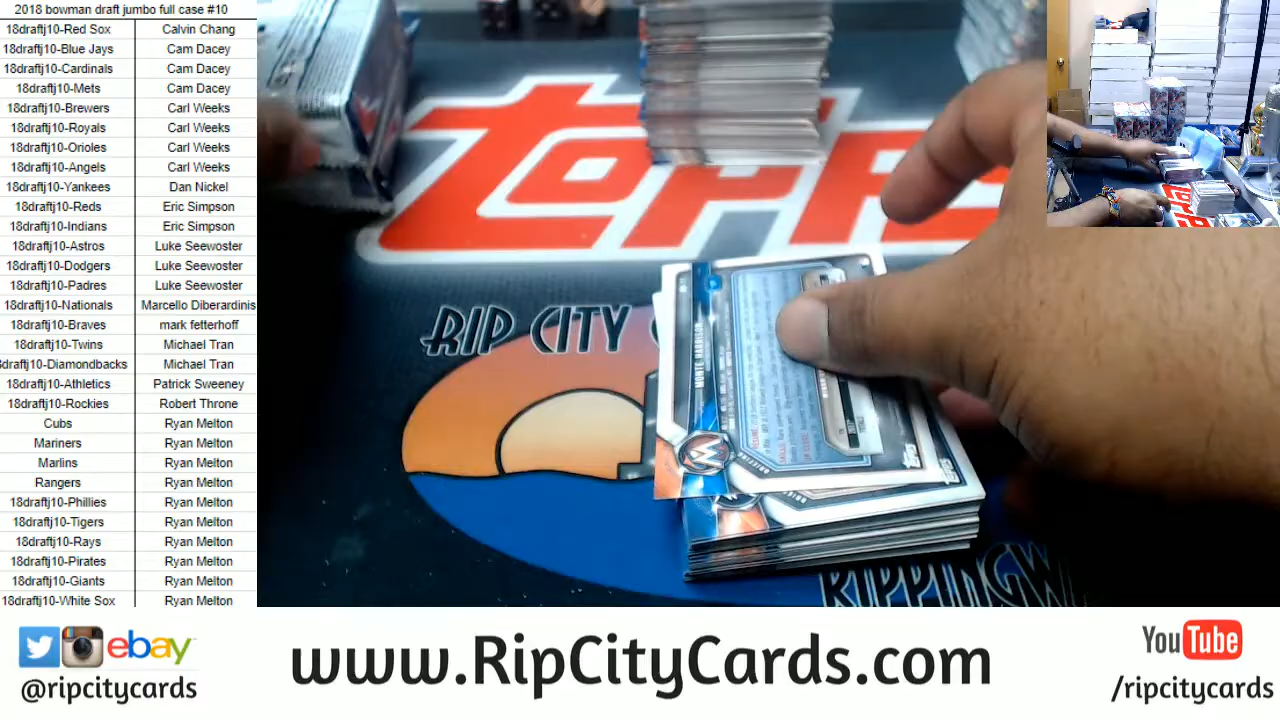 2018 bowman draft jumbo full case #10
18draftj10-Red Sox Calvin Chang
18draftj10-Blue Jays Cam Dacey
18draftj10-Cardinals Cam Dacey
18draftj10-Mets Cam Dacey
18draftj10-Brewers Carl Weeks
18draftj10-Royals Carl Weeks
18draftj10-Orioles Carl Weeks
18draftj10-Angels Carl Weeks
18draftj10-Yankees Dan Nickel
18draftj10-Reds Eric Simpson
18draftj10-Indians Eric Simpson
18draftj10-Astros Luke Seewoster
18draftj10-Dodgers Luke Seewoster
18draftj10-Padres Luke Seewoster
18draftj10-Nationals Marcello Diberardinis
18draftj10-Braves mark fetterhoff
18draftj10-Twins Michael Tran
8draftj10-Diamondbacks Michael Tran
18draftj10-Athletics Patrick Sweeney
18draftj10-Rockies Robert Throne
Cubs Ryan Melton
Mariners Ryan Melton
Marlins Ryan Melton
Rangers Ryan Melton
18draftj10-Phillies Ryan Melton
18draftj10-Tigers Ryan Melton
18draftj10-Rays Ryan Melton
18draftj10-Pirates Ryan Melton
18draftj10-Giants Ryan Melton
18draftj10-White Sox Ryan Melton
TOPPS
RIP CITY
MONTE HARRISON
topps
RIPPINGW
ebay
@ripcitycards
www.RipCityCards.com
YouTube
/ripcitycards